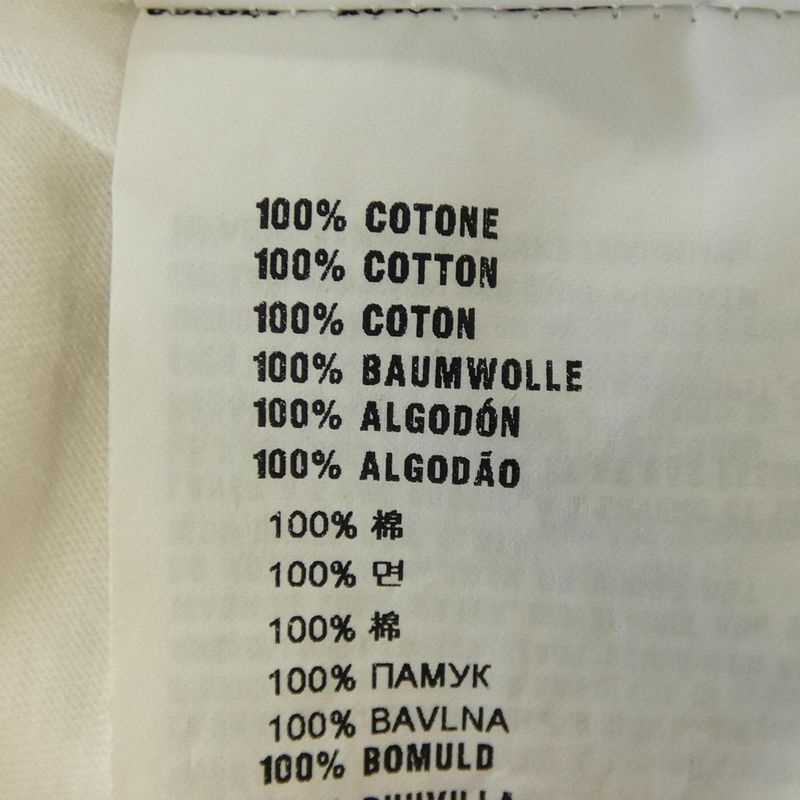 100% COTONE
100% COTTON
100% COTON
100% BAUMWOLLE
100% ALGODÓN
100% ALGODÃO
100% 棉
100% 면
100% 棉
100% ПАМУК
100% BAVLNA
100% BOMULD